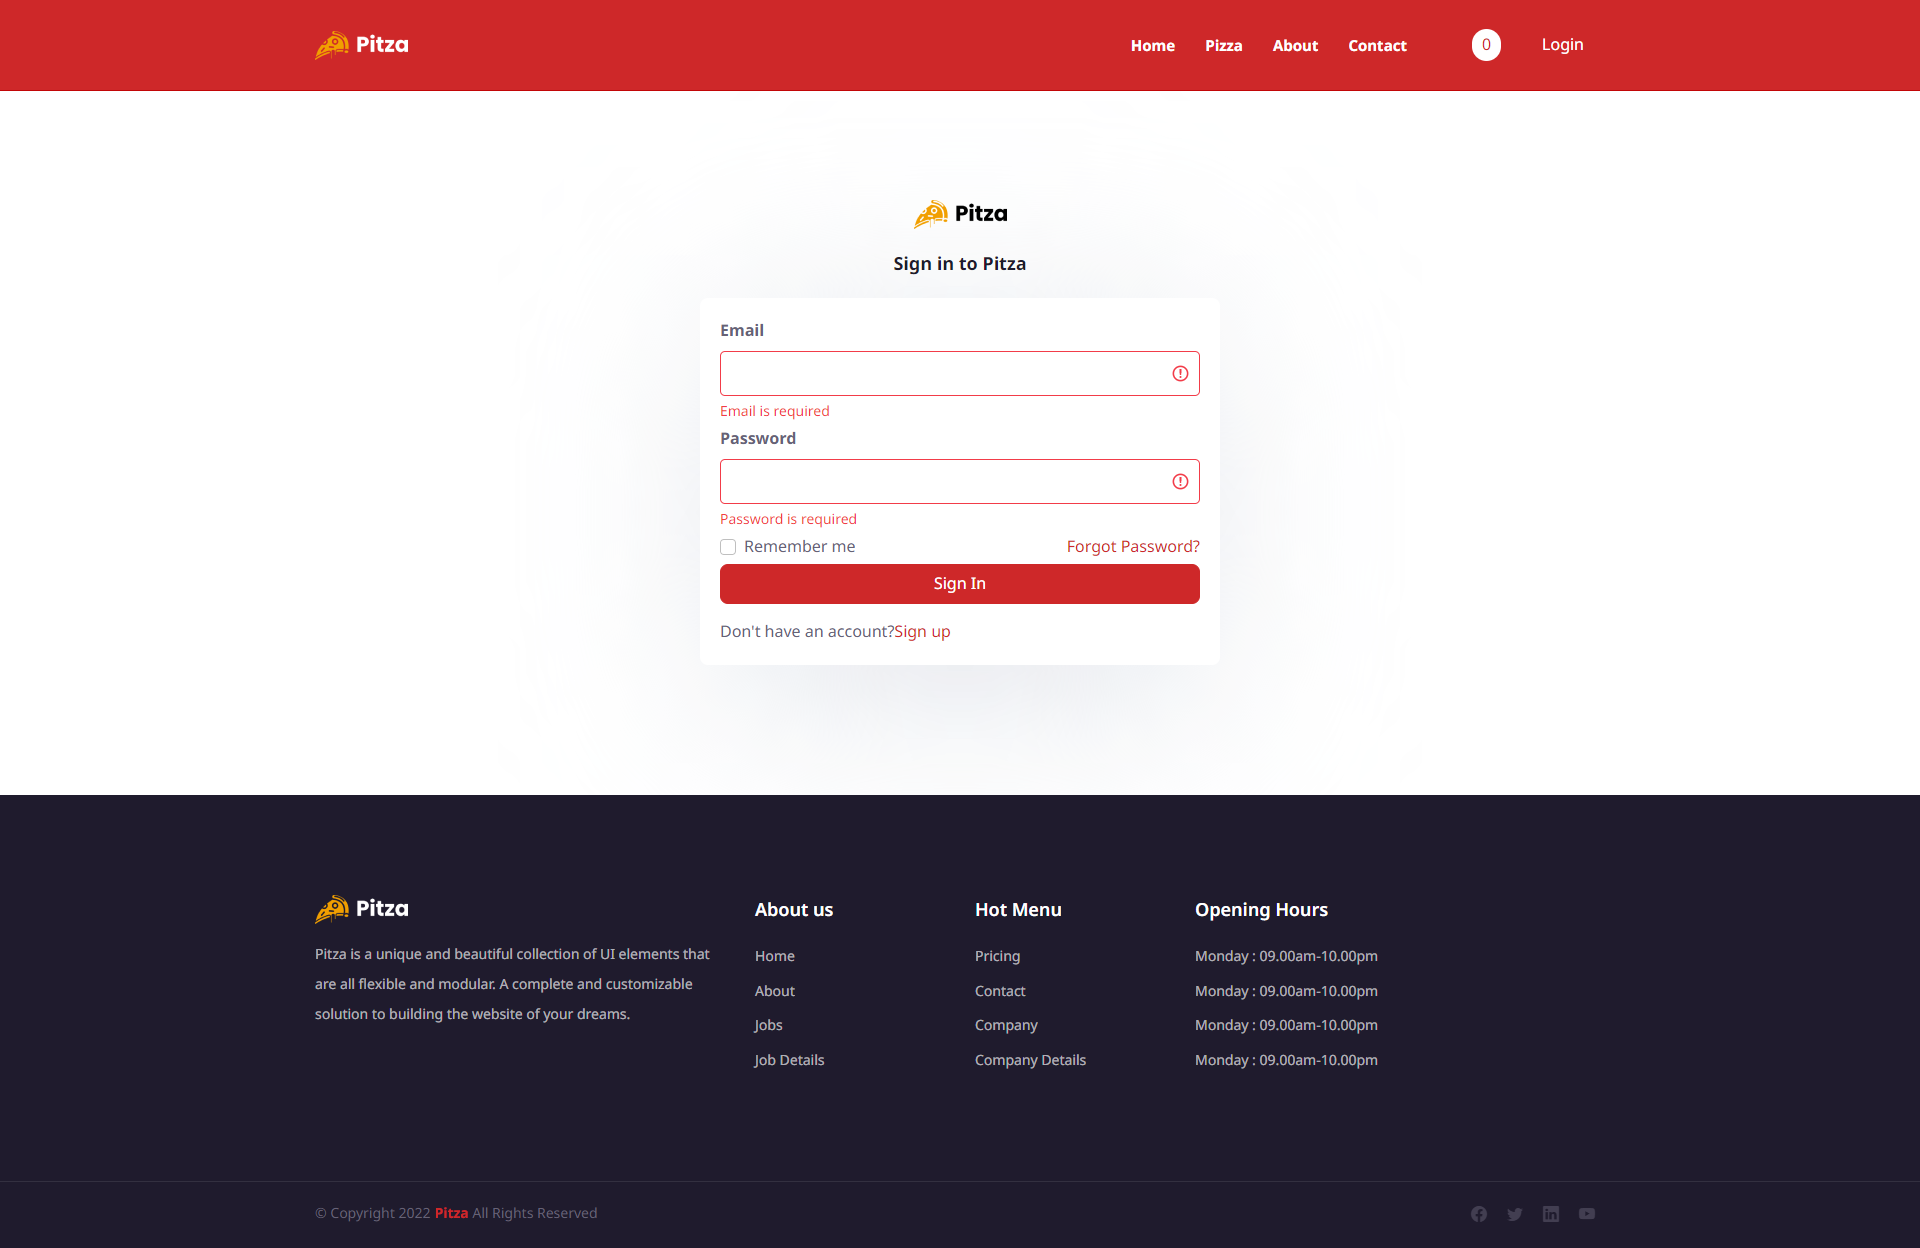 Pitza
Home Pizza About Contact 0 Login
Pitza
Sign in to Pitza
Email
Email is required
Password
Password is required
Remember me Forgot Password?
Sign In
Don't have an account?Sign up
Pitza
Pitza is a unique and beautiful collection of UI elements that
are all flexible and modular. A complete and customizable
solution to building the website of your dreams.
About us
Home
About
Jobs
Job Details
Hot Menu
Pricing
Contact
Company
Company Details
Opening Hours
Monday : 09.00am-10.00pm
Monday : 09.00am-10.00pm
Monday : 09.00am-10.00pm
Monday : 09.00am-10.00pm
© Copyright 2022 Pitza All Rights Reserved